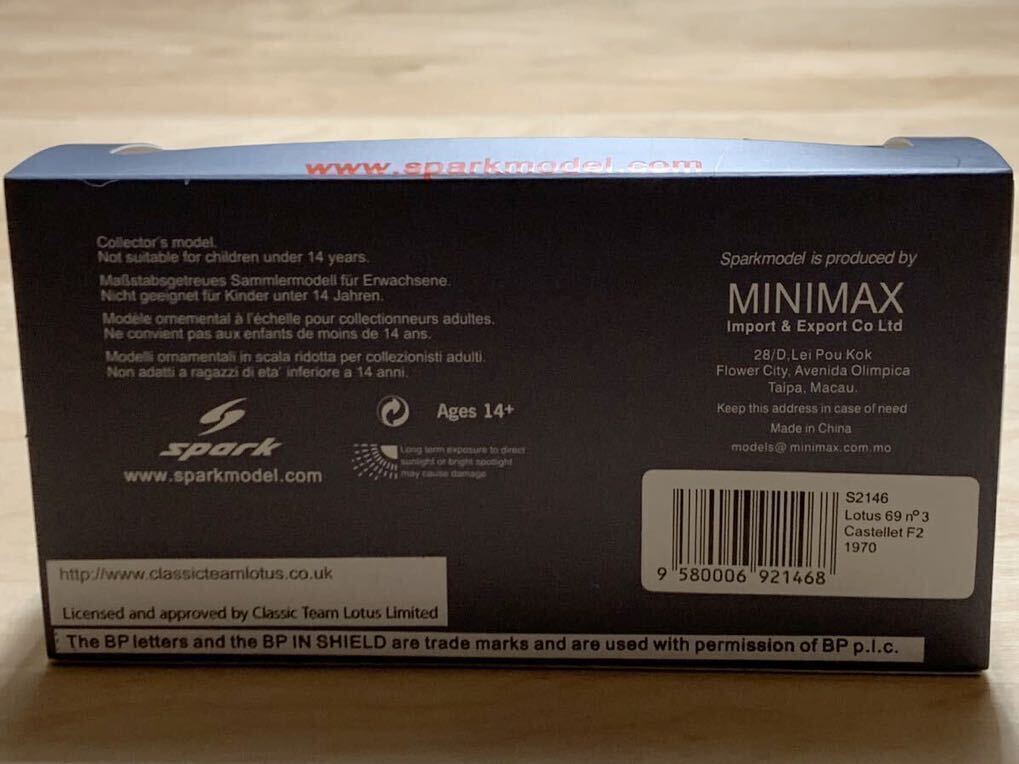 www.sparkmodel.com
Collector's model.
Not suitable for children under 14 years.
Maßstabsgetreues Sammlermodell für Erwachsene.
Nicht geeignet für Kinder unter 14 Jahren.
Modèle ornemental à l'échelle pour collectionneurs adultes.
Ne convient pas aux enfants de moins de 14 ans.
Modelli ornamentali in scala ridotta per collezionisti adulti.
Non adatti a ragazzi di eta' inferiore a 14 anni.
spark
www.sparkmodel.com
Ages 14+
Long term exposure to direct
sunlight or bright spotlight
may cause damage
Sparkmodel is produced by
MINIMAX
Import & Export Co Ltd
28/D,Lei Pou Kok
Flower City, Avenida Olimpica
Taipa, Macau.
Keep this address in case of need
Made in China
models@ minimax.com.mo
S2146
Lotus 69 nº3
Castellet F2
1970
9 580006 921468
http://www.classicteamlotus.co.uk
Licensed and approved by Classic Team Lotus Limited
The BP letters and the BP IN SHIELD are trade marks and are used with permission of BP p.l.c.